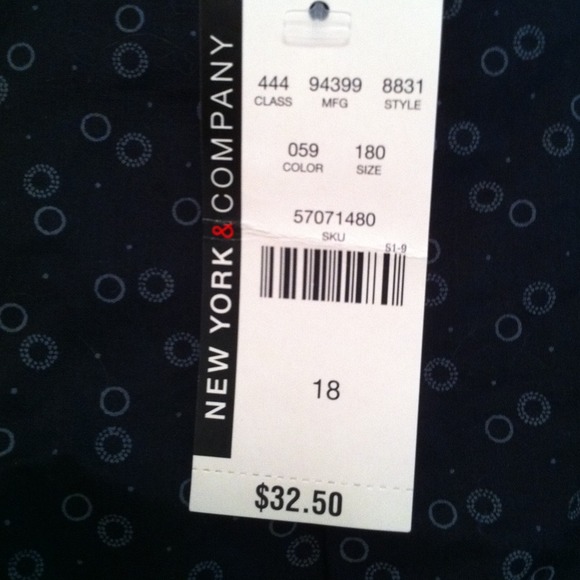 NEW YORK & COMPANY
444 94399 8831
CLASS MFG STYLE
059 180
COLOR SIZE
57071480
SKU
S1-9
18
$32.50